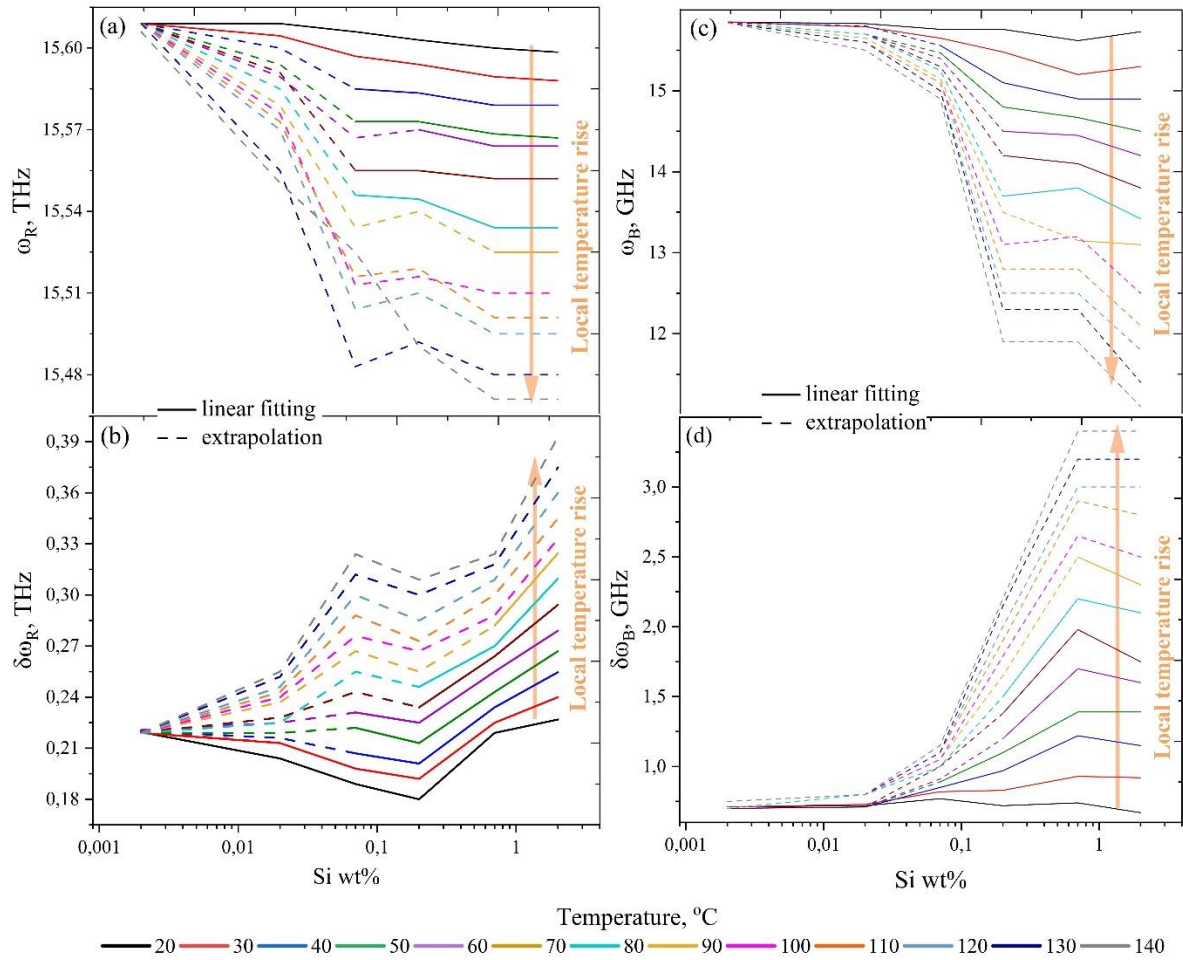 (a)
15,60
15,57
15,54
15,51
15,48
ω_R, THz
Local temperature rise
linear fitting
extrapolation
(b)
0,39
0,36
0,33
0,30
0,27
0,24
0,21
0,18
δω_R, THz
Local temperature rise
0,001
0,01
0,1
1
Si wt%
(c)
15
14
13
12
ω_B, GHz
Local temperature rise
linear fitting
extrapolation
(d)
3,0
2,5
2,0
1,5
1,0
δω_B, GHz
Local temperature rise
0,001
0,01
0,1
1
Si wt%
Temperature, °C
20 30 40 50 60 70 80 90 100 110 120 130 140